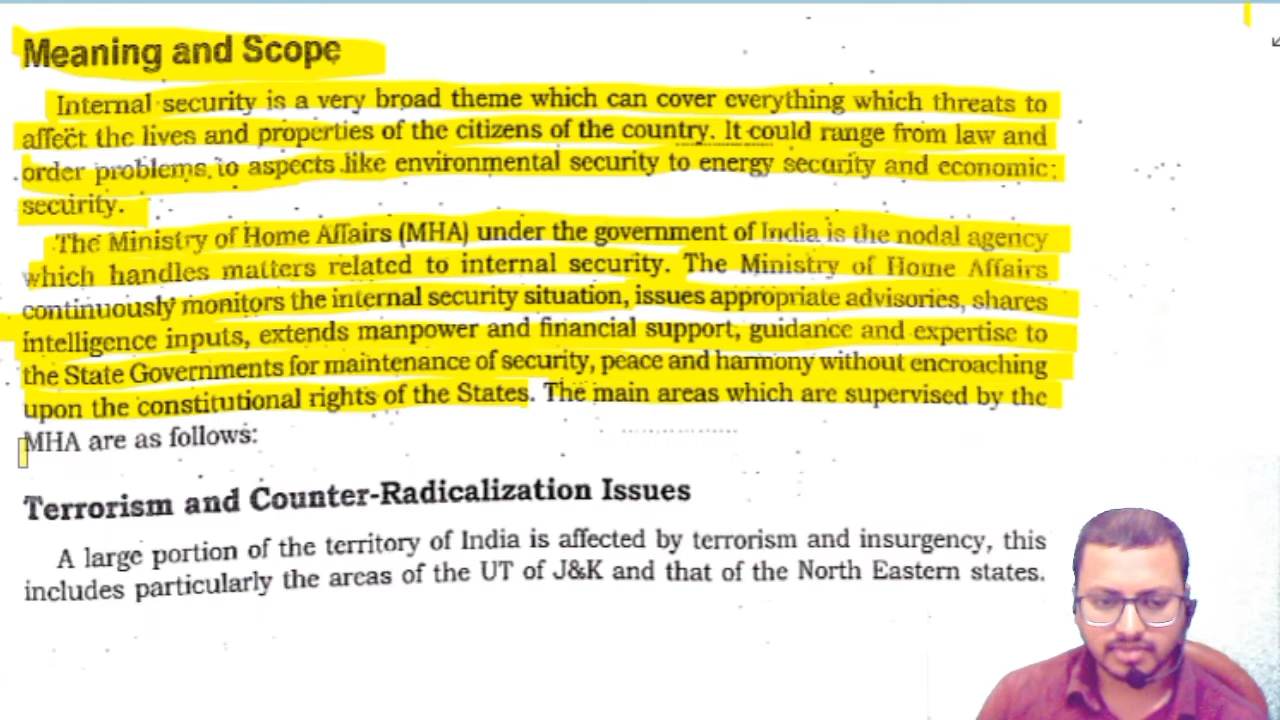 Meaning and Scope
Internal security is a very broad theme which can cover everything which threats to
affect the lives and properties of the citizens of the country. It could range from law and
order problems, to aspects like environmental security to energy security and economic
security.
The Ministry of Home Affairs (MHA) under the government of India is the nodal agency
which handles matters related to internal security. The Ministry of Home Affairs
continuously monitors the internal security situation, issues appropriate advisories, shares
intelligence inputs, extends manpower and financial support, guidance and expertise to
the State Governments for maintenance of security, peace and harmony without encroaching
upon the constitutional rights of the States. The main areas which are supervised by the
MHA are as follows:
Terrorism and Counter-Radicalization Issues
A large portion of the territory of India is affected by terrorism and insurgency, this
includes particularly the areas of the UT of J&K and that of the North Eastern states.